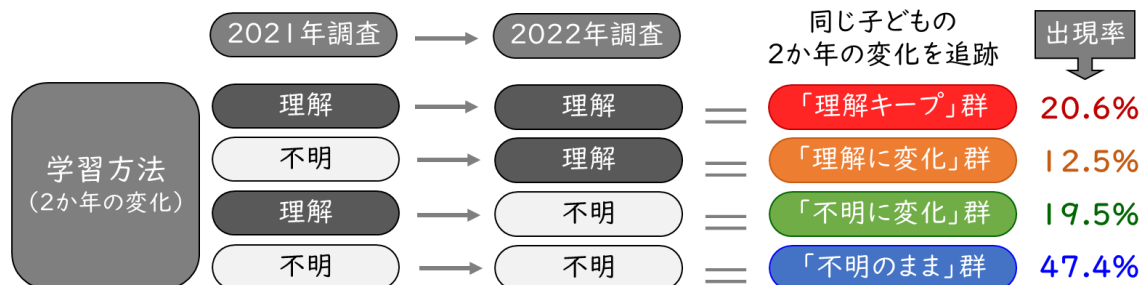 2021年調査
2022年調査
同じ子どもの
2か年の変化を追跡
出現率
学習方法
(2か年の変化)
理解
理解
「理解キープ」群
20.6%
不明
理解
「理解に変化」群
12.5%
理解
不明
「不明に変化」群
19.5%
不明
不明
「不明のまま」群
47.4%